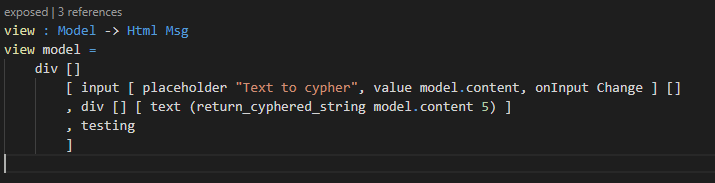 exposed | 3 references
view : Model -> Html Msg
view model =
    div []
        [ input [ placeholder "Text to cypher", value model.content, onInput Change ] []
        , div [] [ text (return_cyphered_string model.content 5) ]
        , testing
        ]